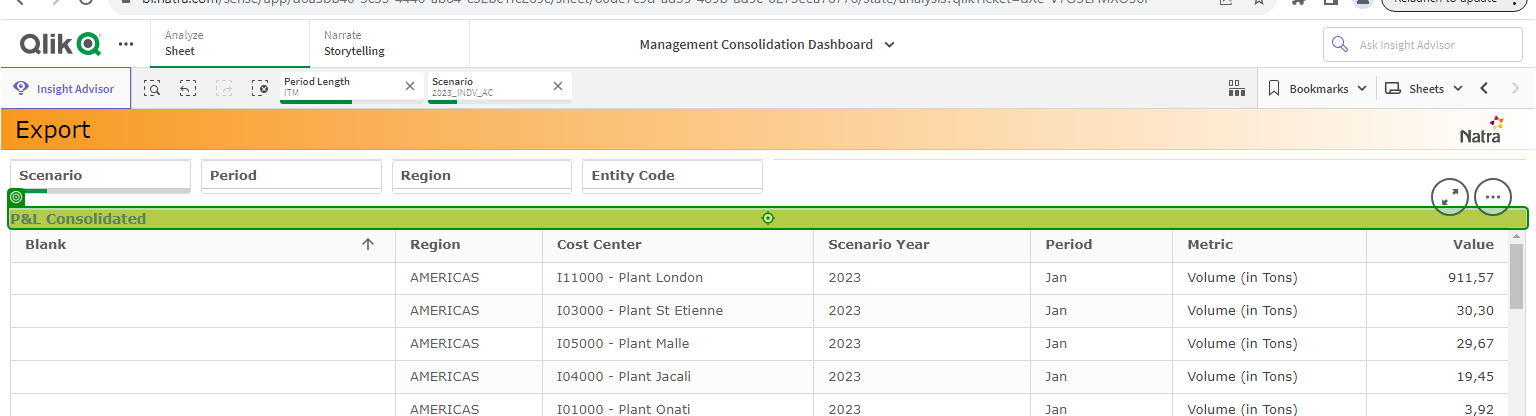 Relaunch to update
Qlik
Analyze
Sheet
Narrate
Storytelling
Management Consolidation Dashboard
Ask Insight Advisor
Insight Advisor
Period Length
ITM
Scenario
2023_INDV_AC
Bookmarks
Sheets
Export
Natra
Scenario
Period
Region
Entity Code
P&L Consolidated
Blank Region Cost Center Scenario Year Period Metric Value
AMERICAS I11000 - Plant London 2023 Jan Volume (in Tons) 911,57
AMERICAS I03000 - Plant St Etienne 2023 Jan Volume (in Tons) 30,30
AMERICAS I05000 - Plant Malle 2023 Jan Volume (in Tons) 29,67
AMERICAS I04000 - Plant Jacali 2023 Jan Volume (in Tons) 19,45
AMERICAS I01000 - Plant Onati 2023 Jan Volume (in Tons) 3,92